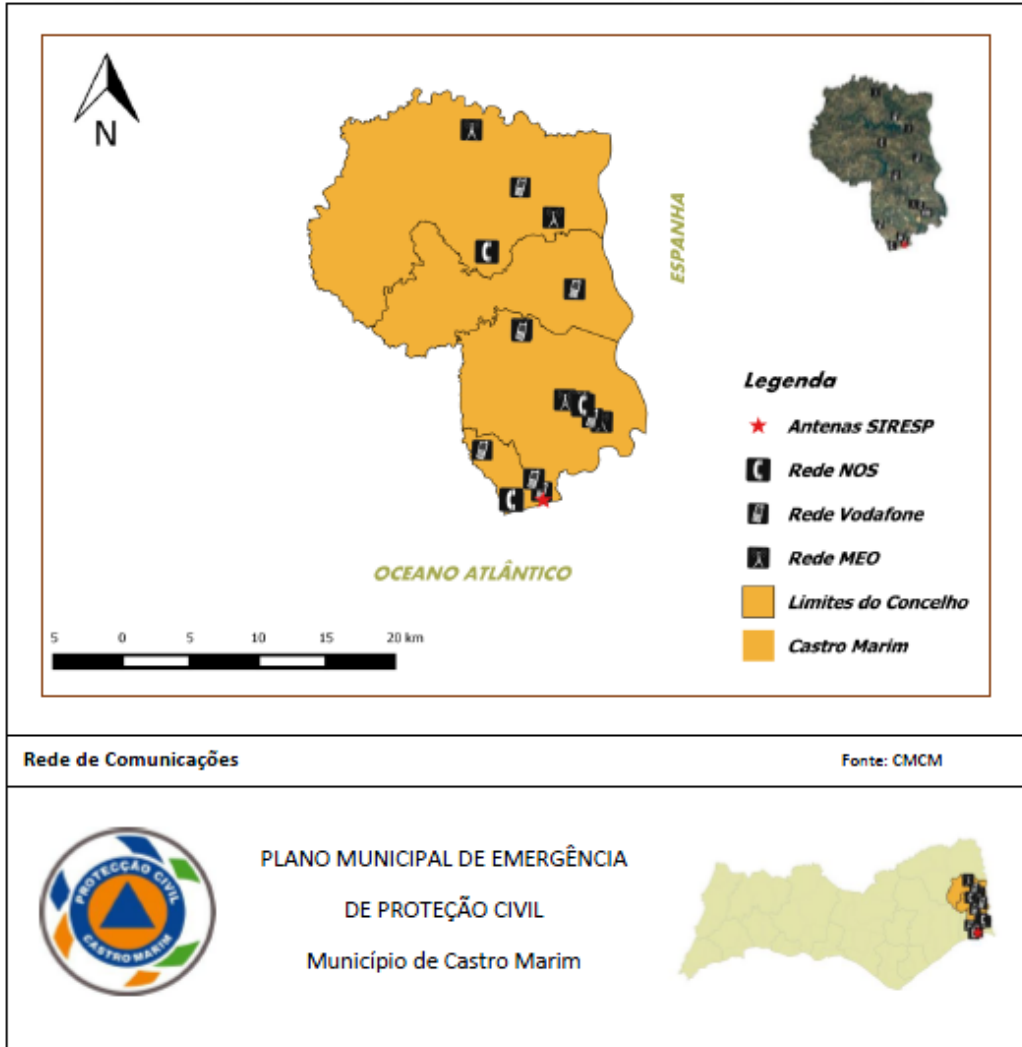 N
ESPANHA
OCEANO ATLÂNTICO
Legenda
Antenas SIRESP
Rede NOS
Rede Vodafone
Rede MEO
Limites do Concelho
Castro Marim
5 0 5 10 15 20 km
Rede de Comunicações
Fonte: CMCM
PROTECÇÃO CIVIL
CASTRO MARIM
PLANO MUNICIPAL DE EMERGÊNCIA
DE PROTEÇÃO CIVIL
Município de Castro Marim